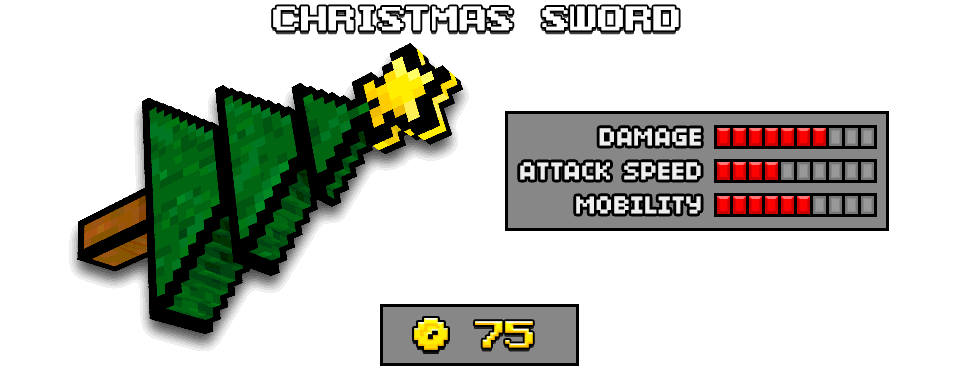 CHRISTMAS SWORD
DAMAGE
ATTACK SPEED
MOBILITY
75